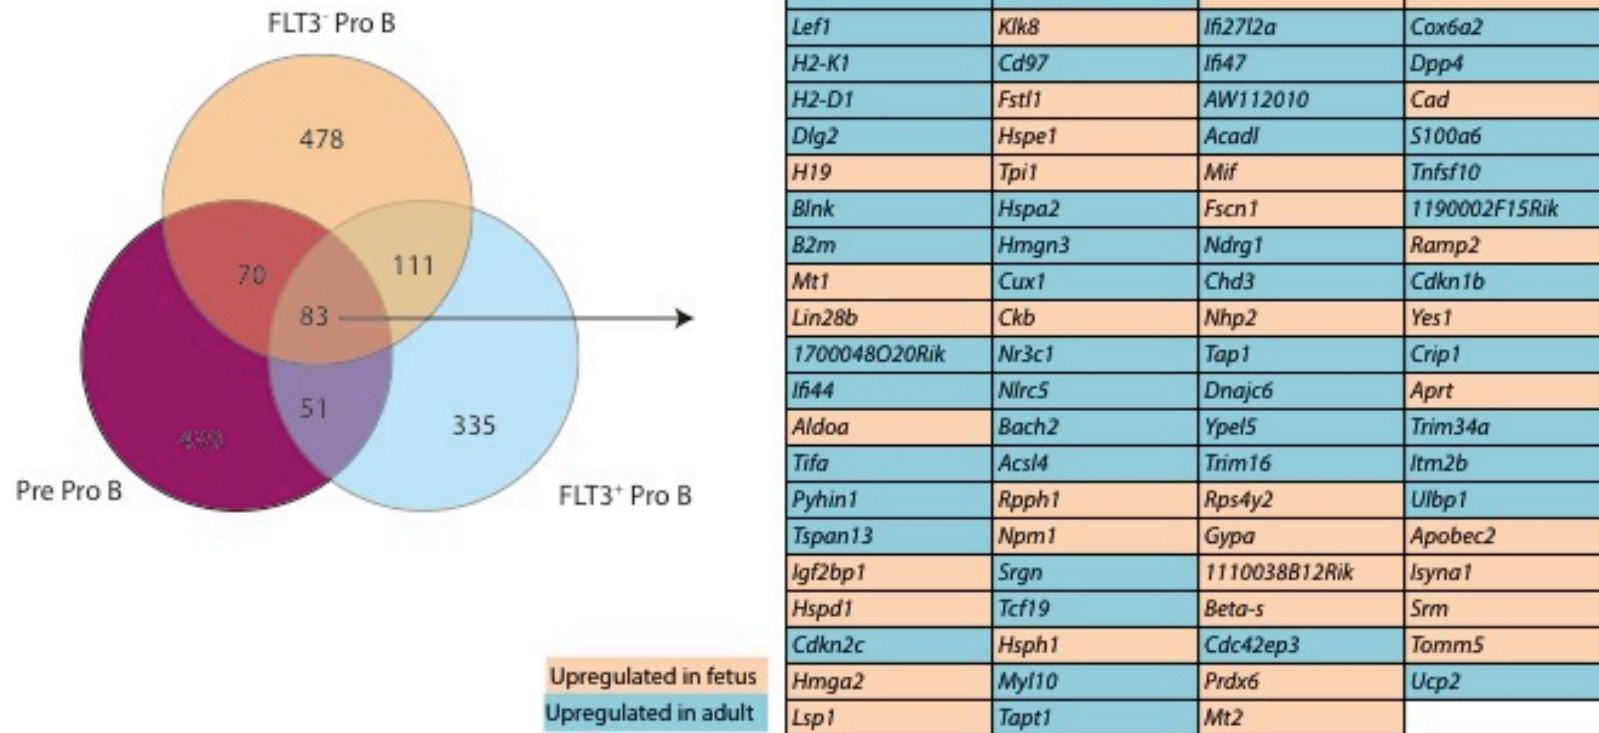 FLT3⁻ Pro B
478
70
111
83
51
335
Pre Pro B
FLT3⁺ Pro B
Upregulated in fetus
Upregulated in adult
Lef1 Klk8 Ifi27l2a Cox6a2
H2-K1 Cd97 Ifi47 Dpp4
H2-D1 Fstl1 AW112010 Cad
Dlg2 Hspe1 Acadl S100a6
H19 Tpi1 Mif Tnfsf10
Blnk Hspa2 Fscn1 1190002F15Rik
B2m Hmgn3 Ndrg1 Ramp2
Mt1 Cux1 Chd3 Cdkn1b
Lin28b Ckb Nhp2 Yes1
1700048O20Rik Nr3c1 Tap1 Crip1
Ifi44 Nlrc5 Dnajc6 Aprt
Aldoa Bach2 Ypel5 Trim34a
Tifa Acsl4 Trim16 Itm2b
Pyhin1 Rpph1 Rps4y2 Ulbp1
Tspan13 Npm1 Gypa Apobec2
Igf2bp1 Srgn 1110038B12Rik Isyna1
Hspd1 Tcf19 Beta-s Srm
Cdkn2c Hsph1 Cdc42ep3 Tomm5
Hmga2 Myl10 Prdx6 Ucp2
Lsp1 Tapt1 Mt2